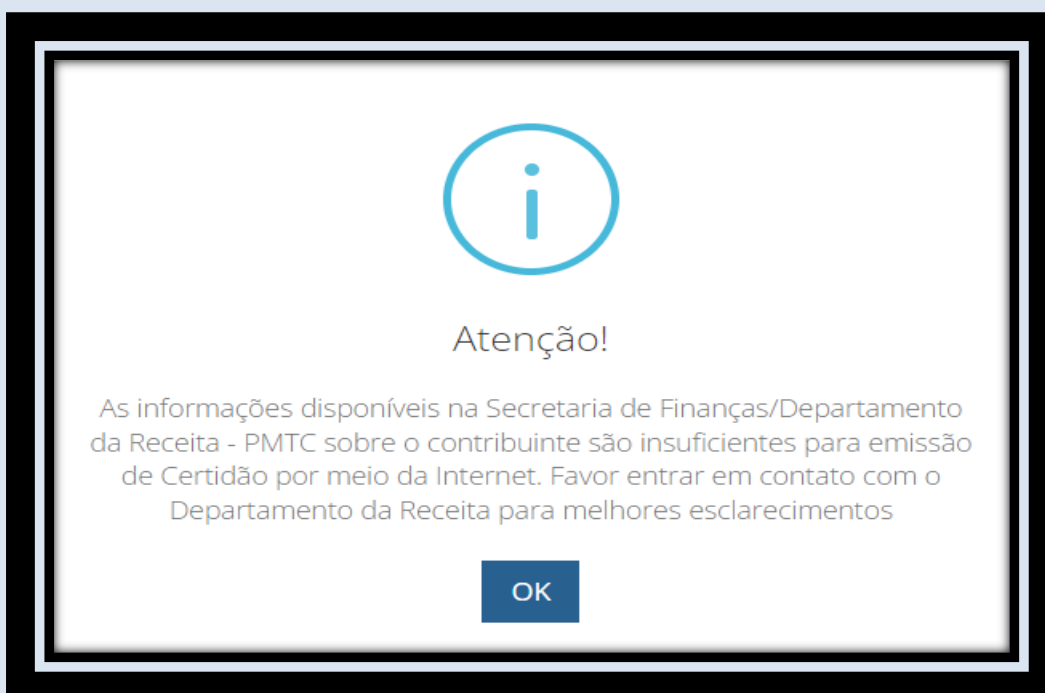 i
Atenção!
As informações disponíveis na Secretaria de Finanças/Departamento
da Receita - PMTC sobre o contribuinte são insuficientes para emissão
de Certidão por meio da Internet. Favor entrar em contato com o
Departamento da Receita para melhores esclarecimentos
OK